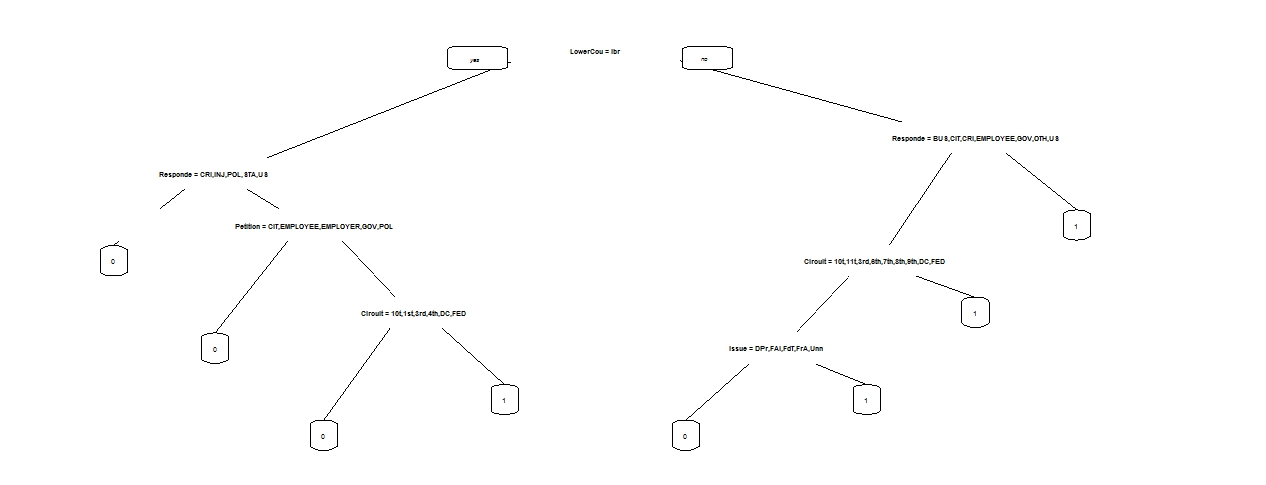 LowerCou = lbr
yes
no
Responde = BUS,CIT,CRI,EMPLOYEE,GOV,OTH,US
Responde = CRI,INJ,POL,STA,US
1
Petition = CIT,EMPLOYEE,EMPLOYER,GOV,POL
0
Circuit = 10t,11t,3rd,6th,7th,8th,9th,DC,FED
Circuit = 10t,1st,3rd,4th,DC,FED
1
0
Issue = DPr,FAl,FdT,FrA,Unn
1
1
0
0